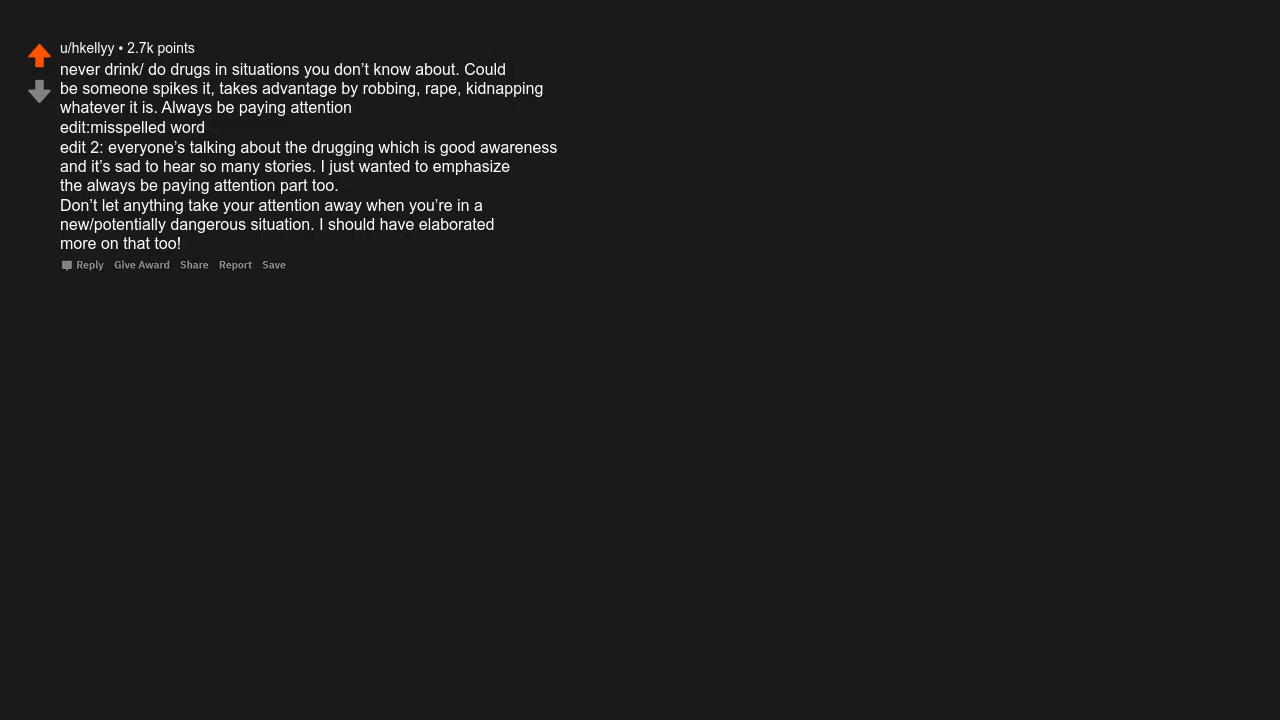 u/hkellyy • 2.7k points
never drink/ do drugs in situations you don’t know about. Could
be someone spikes it, takes advantage by robbing, rape, kidnapping
whatever it is. Always be paying attention
edit:misspelled word
edit 2: everyone’s talking about the drugging which is good awareness
and it’s sad to hear so many stories. I just wanted to emphasize
the always be paying attention part too.
Don’t let anything take your attention away when you’re in a
new/potentially dangerous situation. I should have elaborated
more on that too!
Reply Give Award Share Report Save